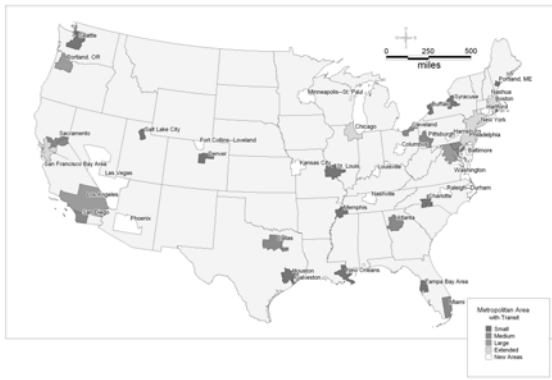 Seattle
Portland, OR
Sacramento
San Francisco Bay Area
Las Vegas
Los Angeles
San Diego
Phoenix
Salt Lake City
Fort Collins--Loveland
Denver
Minneapolis--St. Paul
Chicago
Kansas City
St. Louis
Louisville
Nashville
Memphis
Atlanta
Charlotte
Raleigh--Durham
Houston
Galveston
New Orleans
Tampa Bay Area
Miami
Portland, ME
Nashua
Boston
Hartford
New York
Syracuse
Buffalo
Cleveland
Pittsburgh
Harrisburg
Philadelphia
Columbus
Baltimore
Washington
0 250 500
miles
Metropolitan Area
with Transit
Small
Medium
Large
Extended
New Areas